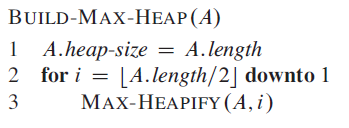 BUILD-MAX-HEAP(A)
1 A.heap-size = A.length
2 for i = ⌊A.length/2⌋ downto 1
3 MAX-HEAPIFY(A, i)